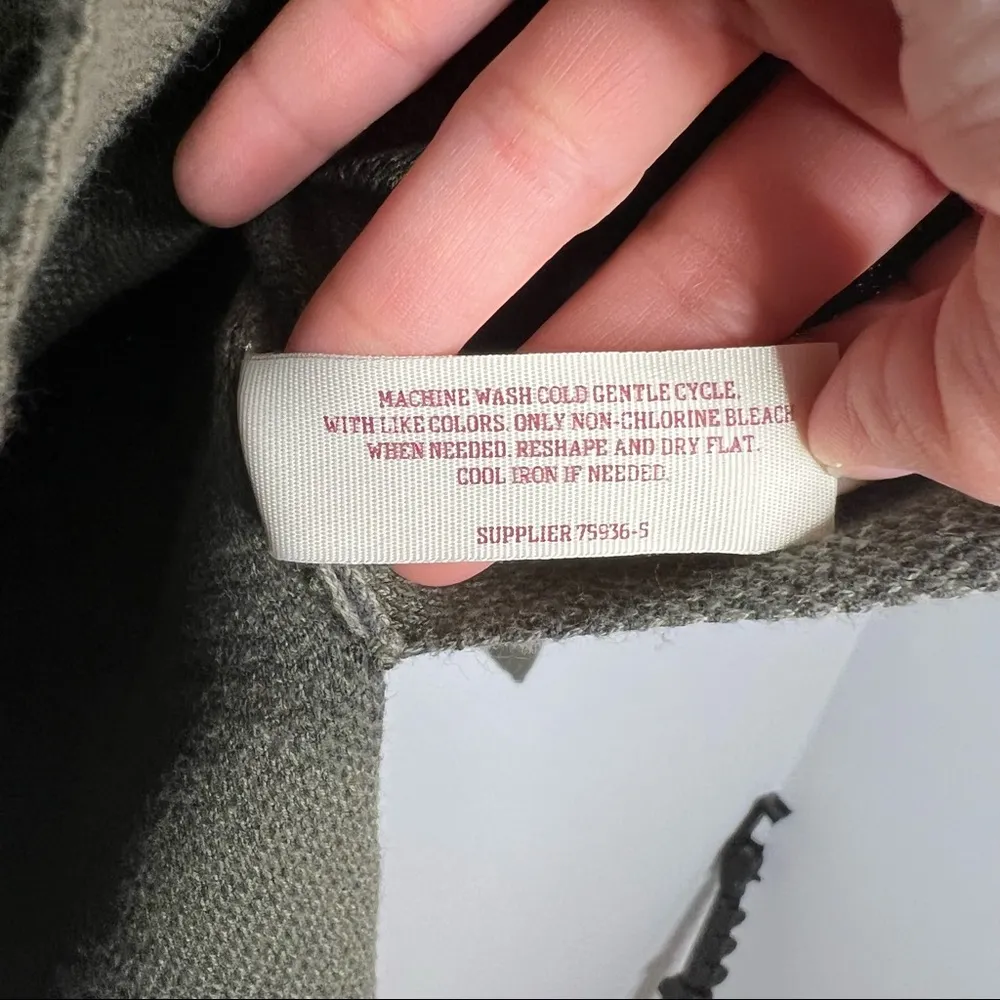 MACHINE WASH COLD GENTLE CYCLE,
WITH LIKE COLORS. ONLY NON-CHLORINE BLEACH
WHEN NEEDED. RESHAPE AND DRY FLAT.
COOL IRON IF NEEDED.
SUPPLIER 75936-5